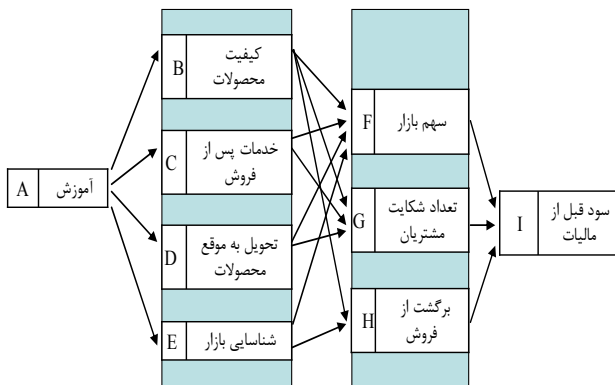 A
آموزش
B
کیفیت
محصولات
C
خدمات پس از
فروش
D
تحویل به موقع
محصولات
E
شناسایی بازار
F
سهم بازار
G
تعداد شکایت
مشتریان
H
برگشت از
فروش
I
سود قبل از
مالیات